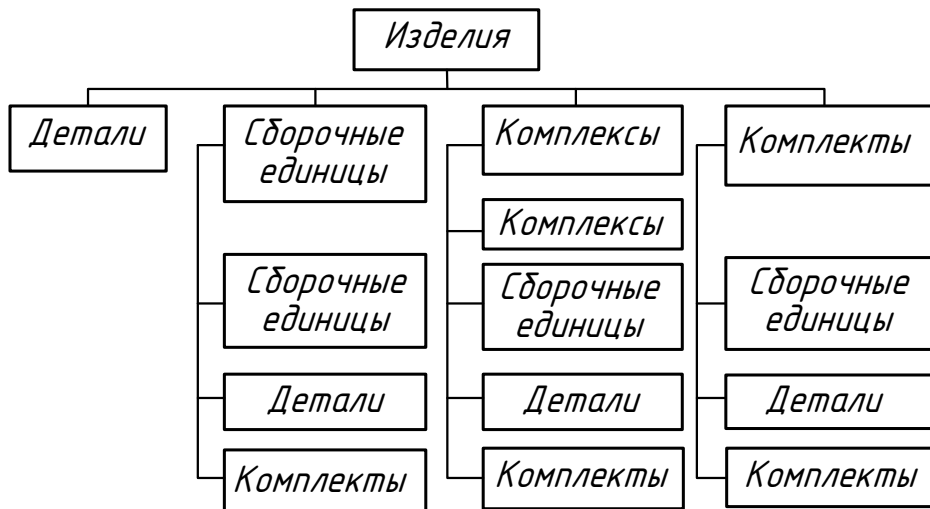 Изделия
Детали
Сборочные
единицы
Комплексы
Комплекты
Комплексы
Сборочные
единицы
Сборочные
единицы
Сборочные
единицы
Детали
Детали
Детали
Комплекты
Комплекты
Комплекты